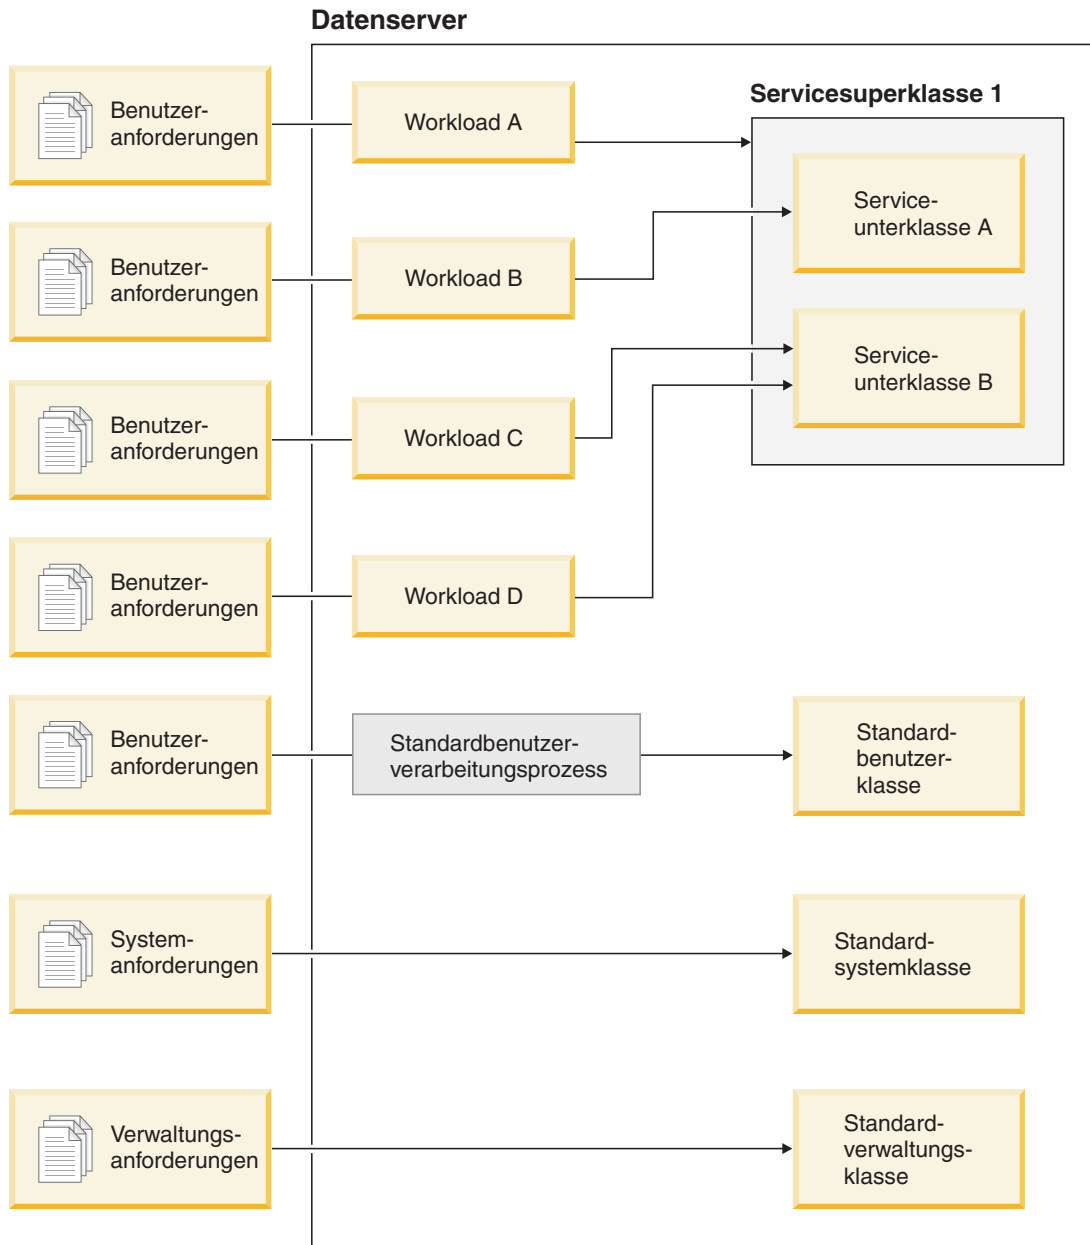 Datenserver
Benutzer-
anforderungen
Workload A
Servicesuperklasse 1
Service-
unterklasse A
Benutzer-
anforderungen
Workload B
Service-
unterklasse B
Benutzer-
anforderungen
Workload C
Benutzer-
anforderungen
Workload D
Benutzer-
anforderungen
Standardbenutzer-
verarbeitungsprozess
Standard-
benutzer-
klasse
System-
anforderungen
Standard-
systemklasse
Verwaltungs-
anforderungen
Standard-
verwaltungs-
klasse